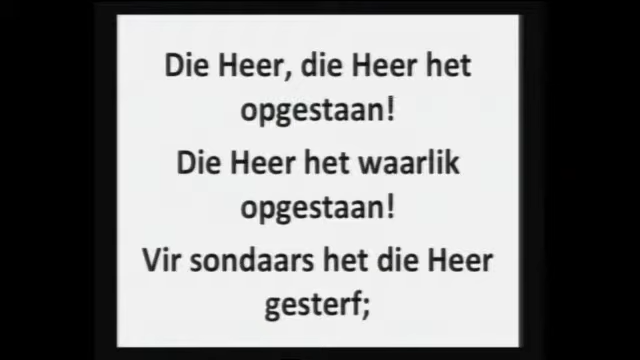 Die Heer, die Heer het
opgestaan!
Die Heer het waarlik
opgestaan!
Vir sondaars het die Heer
gesterf;